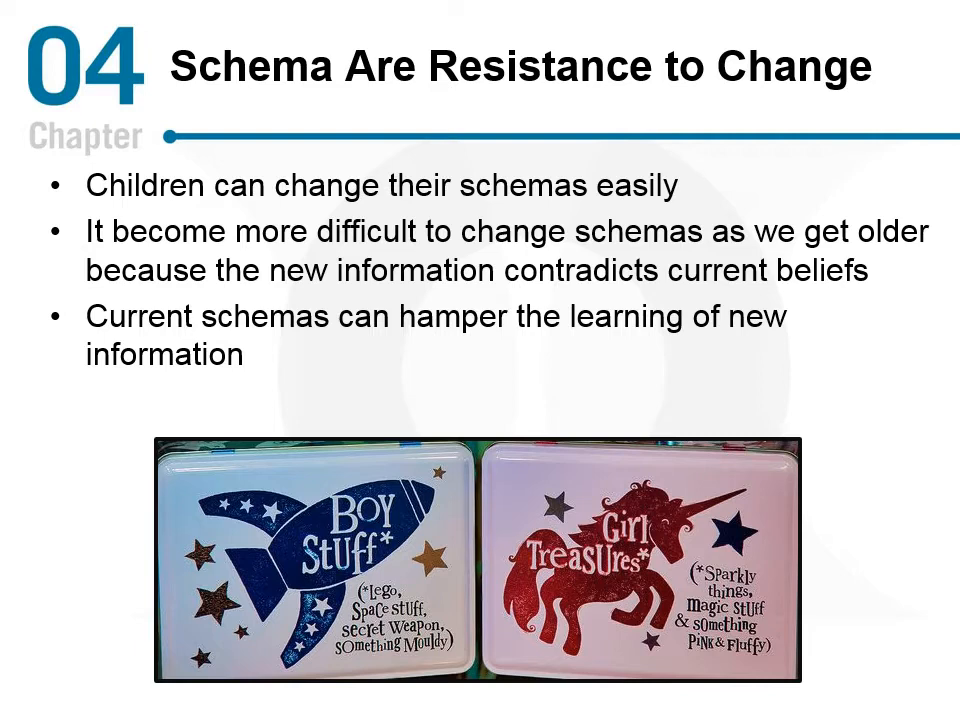 04
Chapter
Schema Are Resistance to Change
• Children can change their schemas easily
• It become more difficult to change schemas as we get older
because the new information contradicts current beliefs
• Current schemas can hamper the learning of new
information
BOY
STUFF*
(*Lego,
Space stuff,
secret Weapon,
sOmething Mouldy)
Girl
TreasUres*
(*Sparkly
things,
magic stuff
& sOmething
PiNK & Fluffy)